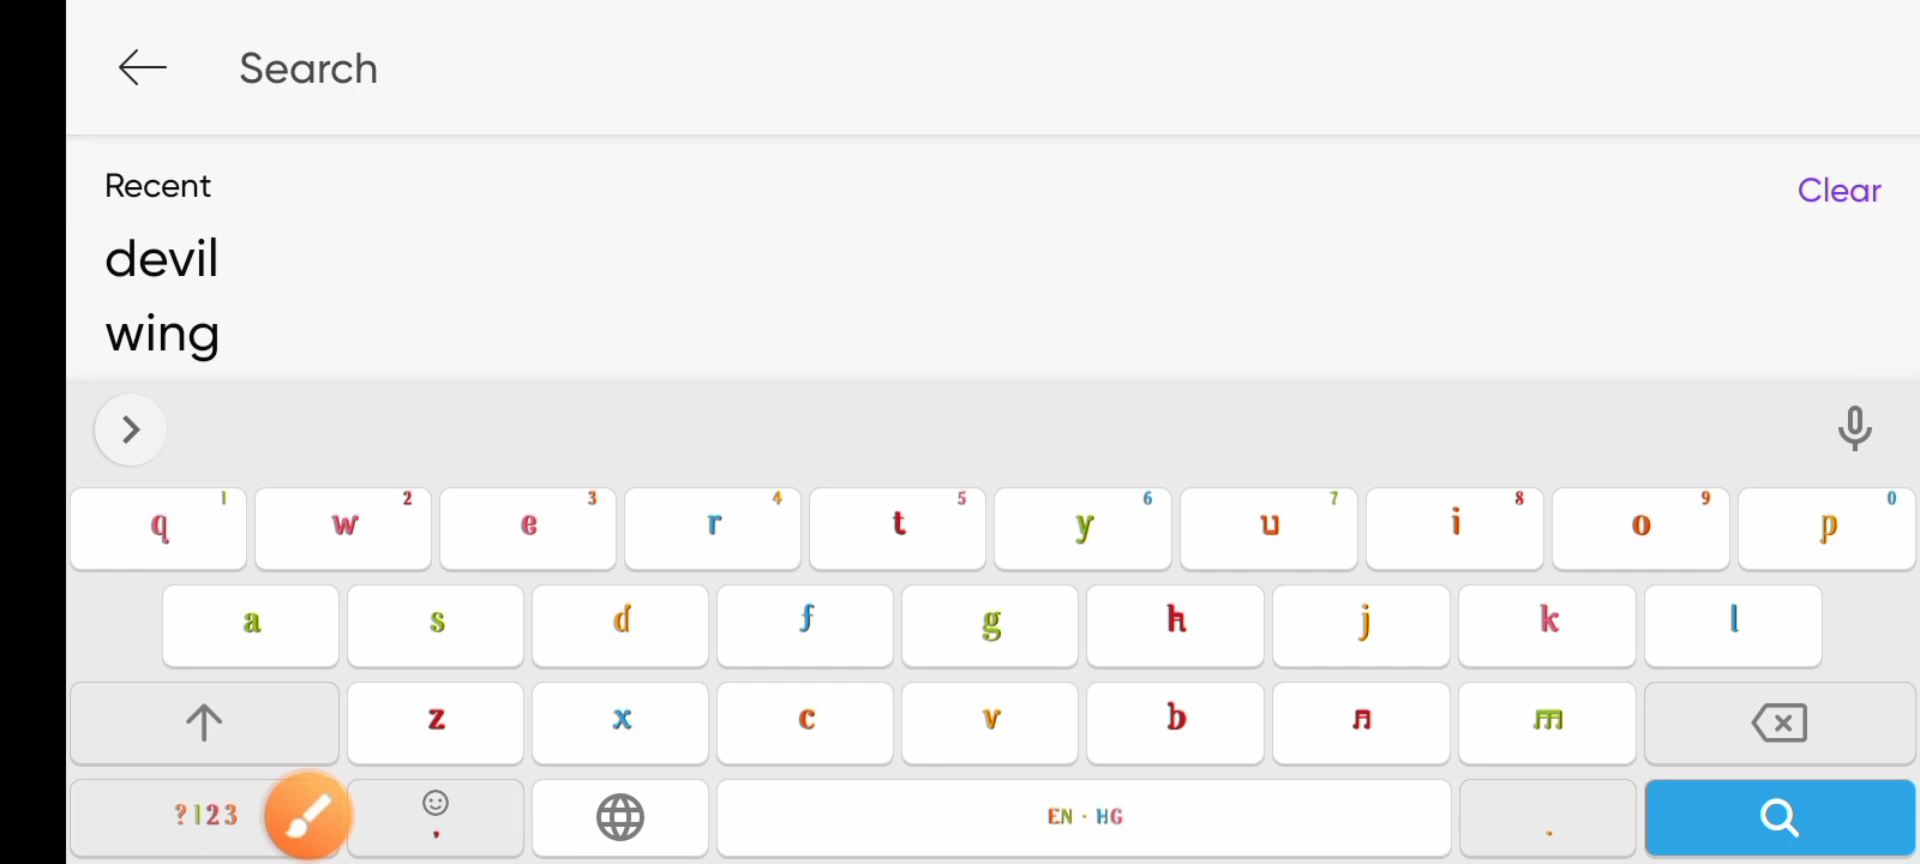 Search
Recent
Clear
devil
wing
q 1 w 2 e 3 r 4 t 5 y 6 u 7 i 8 o 9 p 0
a s d f g h j k l
z x c v b n m
?123 , EN · HG .